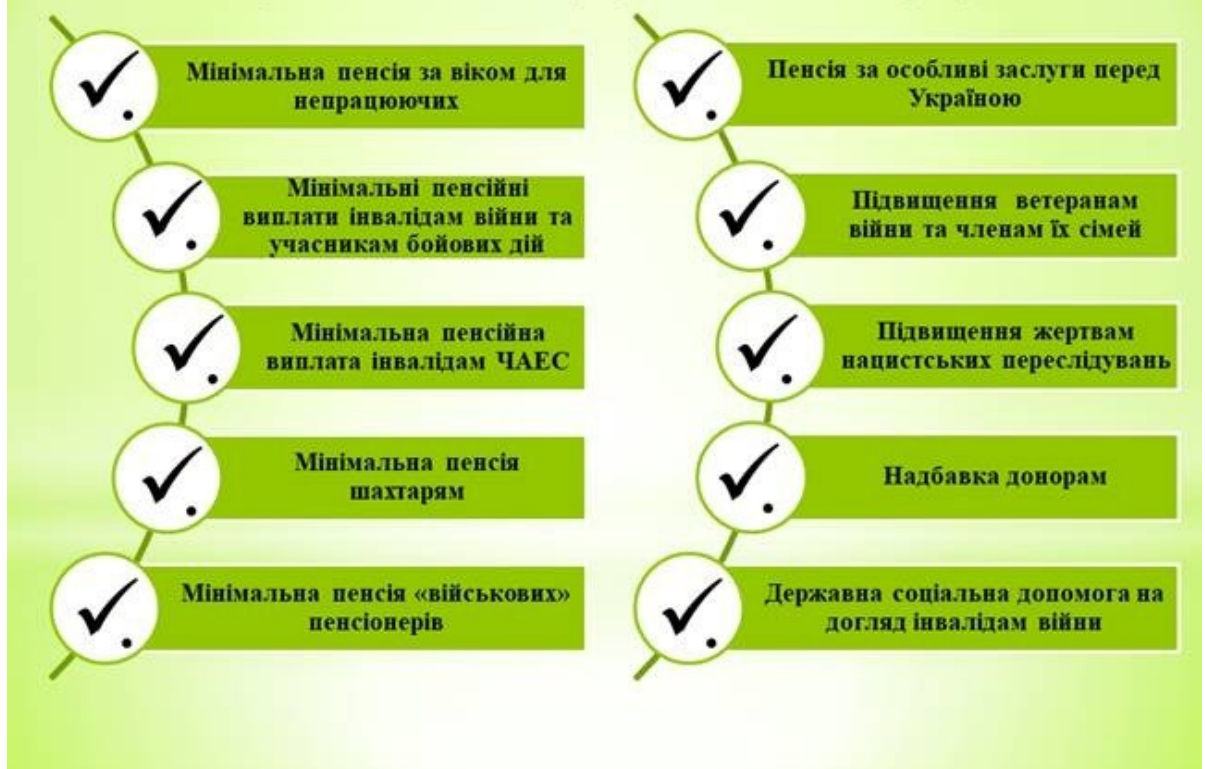 Мінімальна пенсія за віком для
непрацюючих
Мінімальні пенсійні
виплати інвалідам війни та
учасникам бойових дій
Мінімальна пенсійна
виплата інвалідам ЧАЕС
Мінімальна пенсія
шахтарям
Мінімальна пенсія «військових»
пенсіонерів
Пенсія за особливі заслуги перед
Україною
Підвищення ветеранам
війни та членам їх сімей
Підвищення жертвам
нацистських переслідувань
Надбавка донорам
Державна соціальна допомога на
догляд інвалідам війни